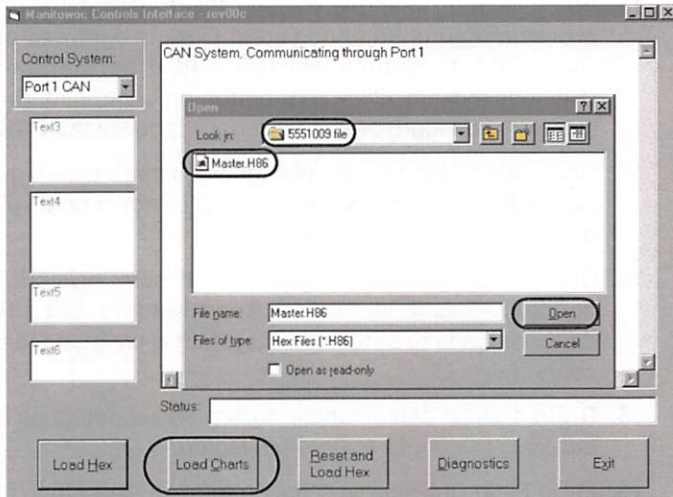 Manitowoc Controls Interface - rev00c
Control System:
Port 1 CAN
Text3
Text4
Text5
Text6
CAN System, Communicating through Port 1
Open
Look in:
5551009 file
Master.H86
File name:
Master.H86
Open
Files of type:
Hex Files (*.H86)
Cancel
Open as read-only
Status:
Load Hex
Load Charts
Reset and
Load Hex
Diagnostics
Exit